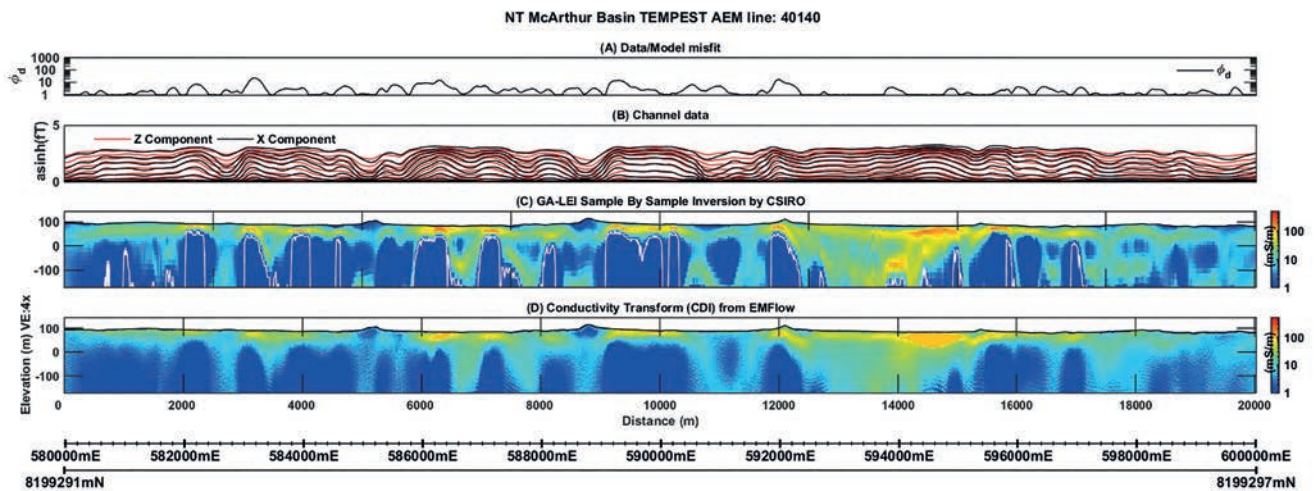 NT McArthur Basin TEMPEST AEM line: 40140
(A) Data/Model misfit
1000
100
10
1
ϕd
ϕd
(B) Channel data
5
0
asinh(fT)
Z Component
X Component
(C) GA-LEI Sample By Sample Inversion by CSIRO
100
0
-100
100
10
1
(mS/m)
(D) Conductivity Transform (CDI) from EMFlow
100
0
-100
100
10
1
(mS/m)
Elevation (m) VE:4x
0 2000 4000 6000 8000 10000 12000 14000 16000 18000 20000
Distance (m)
580000mE 582000mE 584000mE 586000mE 588000mE 590000mE 592000mE 594000mE 596000mE 598000mE 600000mE
8199291mN 8199297mN